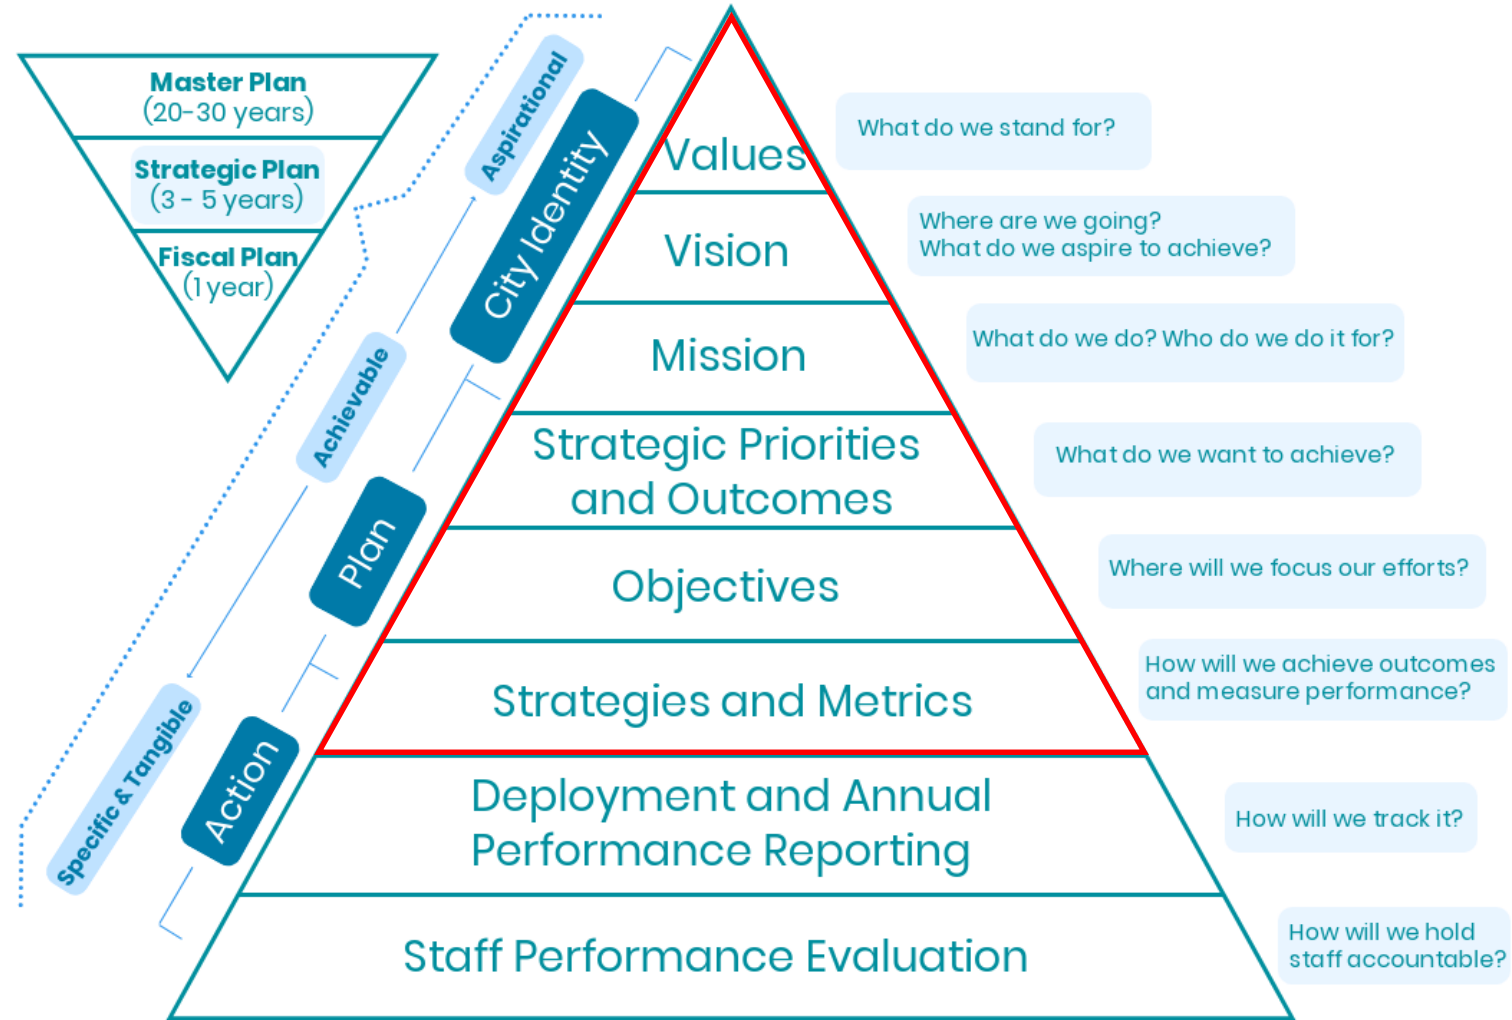 Master Plan
(20-30 years)
Strategic Plan
(3 - 5 years)
Fiscal Plan
(1 year)
Aspirational
Achievable
Specific & Tangible
City Identity
Plan
Action
Values
What do we stand for?
Vision
Where are we going?
What do we aspire to achieve?
Mission
What do we do? Who do we do it for?
Strategic Priorities
and Outcomes
What do we want to achieve?
Objectives
Where will we focus our efforts?
Strategies and Metrics
How will we achieve outcomes
and measure performance?
Deployment and Annual
Performance Reporting
How will we track it?
Staff Performance Evaluation
How will we hold
staff accountable?